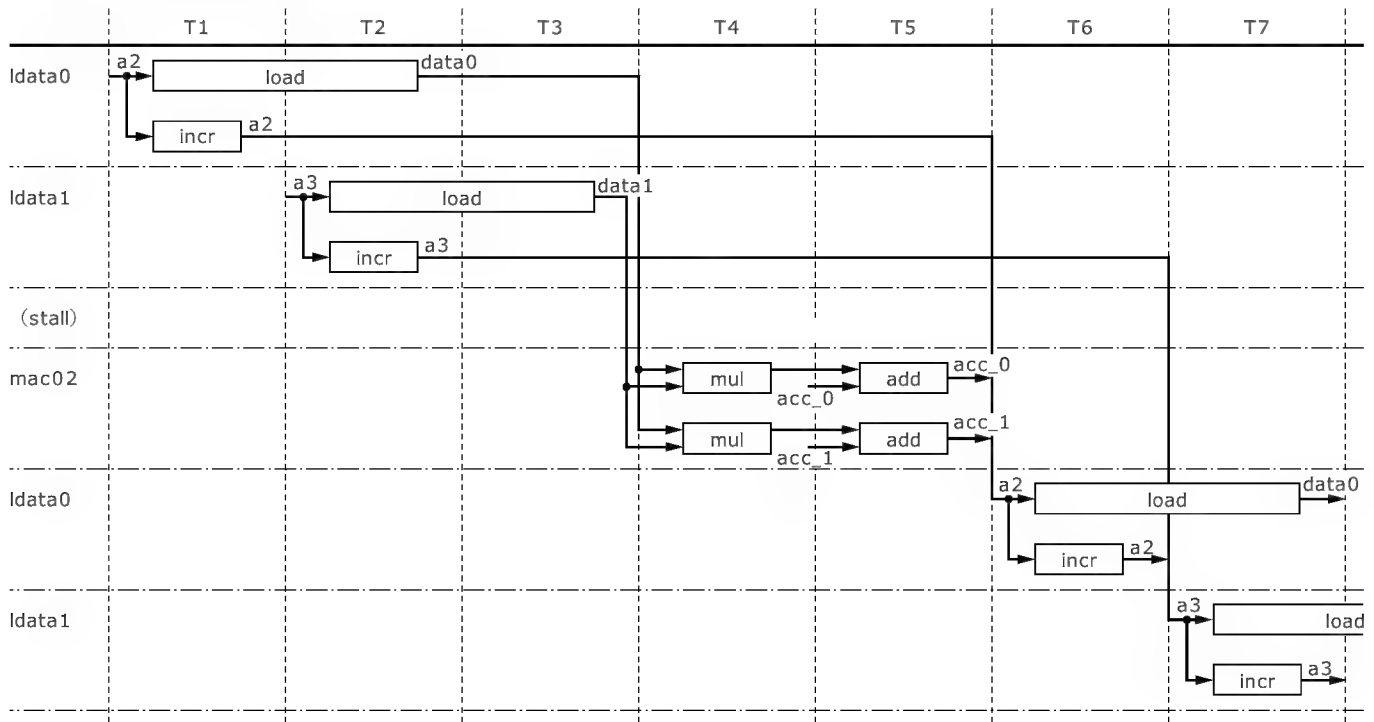 T1 T2 T3 T4 T5 T6 T7
ldata0 a2 load data0
incr a2
ldata1 a3 load data1
incr a3
(stall)
mac02 mul acc_0 add acc_0
mul acc_1 add acc_1
ldata0 a2 load data0
incr a2
ldata1 a3 load
incr a3